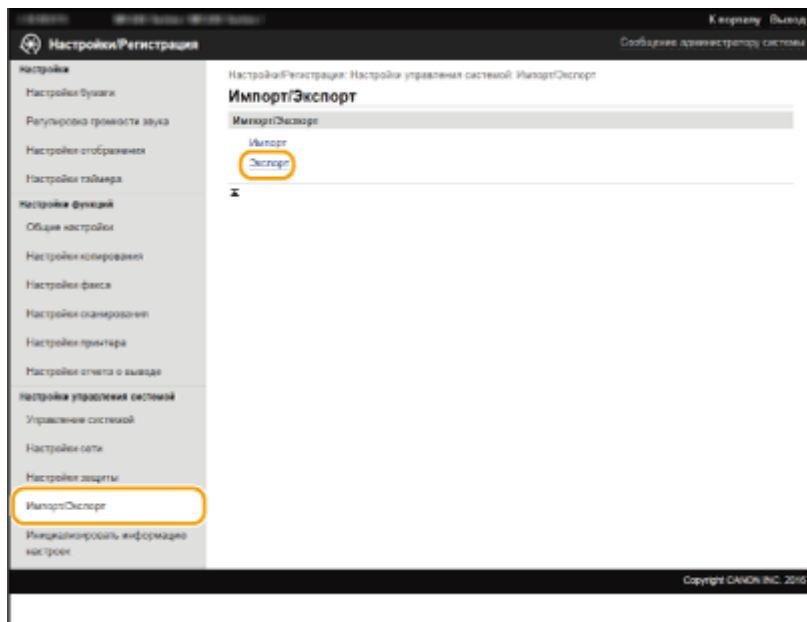 К порталу Выход
Настройки/Регистрация
Сообщение администратору системы
Настройка
Настройки бумаги
Регулировка громкости звука
Настройки отображения
Настройки таймера
Настройки функций
Общие настройки
Настройки копирования
Настройки факса
Настройки сканирования
Настройки принтера
Настройки отчета о выводе
Настройки управления системой
Управление системой
Настройки сети
Настройки защиты
Импорт/Экспорт
Инициализировать информацию
настроек
Настройки/Регистрация: Настройки управления системой: Импорт/Экспорт
Импорт/Экспорт
Импорт/Экспорт
Импорт
Экспорт
Copyright CANON INC. 2016